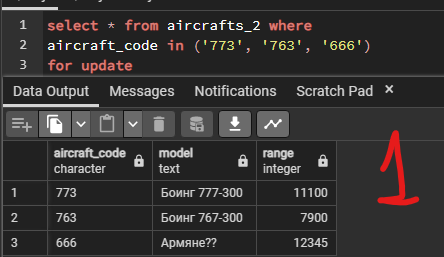 1 select * from aircrafts_2 where
2 aircraft_code in ('773', '763', '666')
3 for update
Data Output Messages Notifications Scratch Pad ×
aircraft_code model range
character text integer
1 773 Боинг 777-300 11100
2 763 Боинг 767-300 7900
3 666 Армяне?? 12345
1